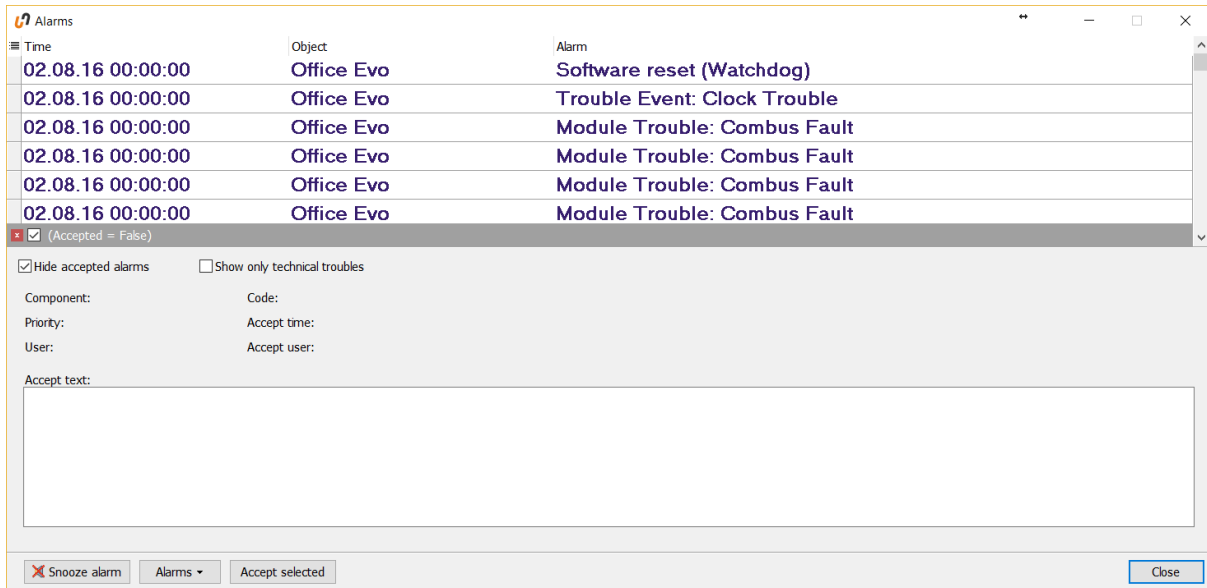 Alarms
Time Object Alarm
02.08.16 00:00:00 Office Evo Software reset (Watchdog)
02.08.16 00:00:00 Office Evo Trouble Event: Clock Trouble
02.08.16 00:00:00 Office Evo Module Trouble: Combus Fault
02.08.16 00:00:00 Office Evo Module Trouble: Combus Fault
02.08.16 00:00:00 Office Evo Module Trouble: Combus Fault
02.08.16 00:00:00 Office Evo Module Trouble: Combus Fault
(Accepted = False)
Hide accepted alarms Show only technical troubles
Component: Code:
Priority: Accept time:
User: Accept user:
Accept text:
Snooze alarm Alarms Accept selected Close